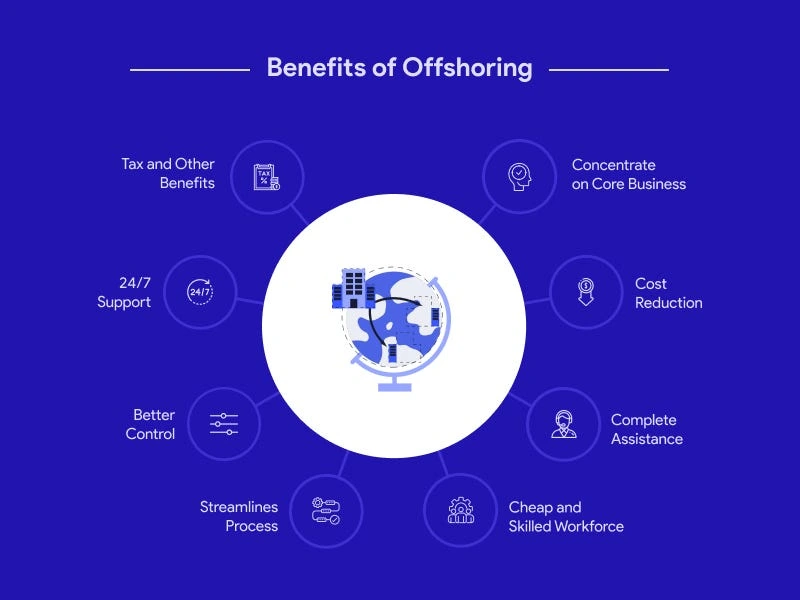 Benefits of Offshoring
Tax and Other
Benefits
TAX
%
Concentrate
on Core Business
24/7
Support
24/7
$
Cost
Reduction
Better
Control
Complete
Assistance
Streamlines
Process
Cheap and
Skilled Workforce